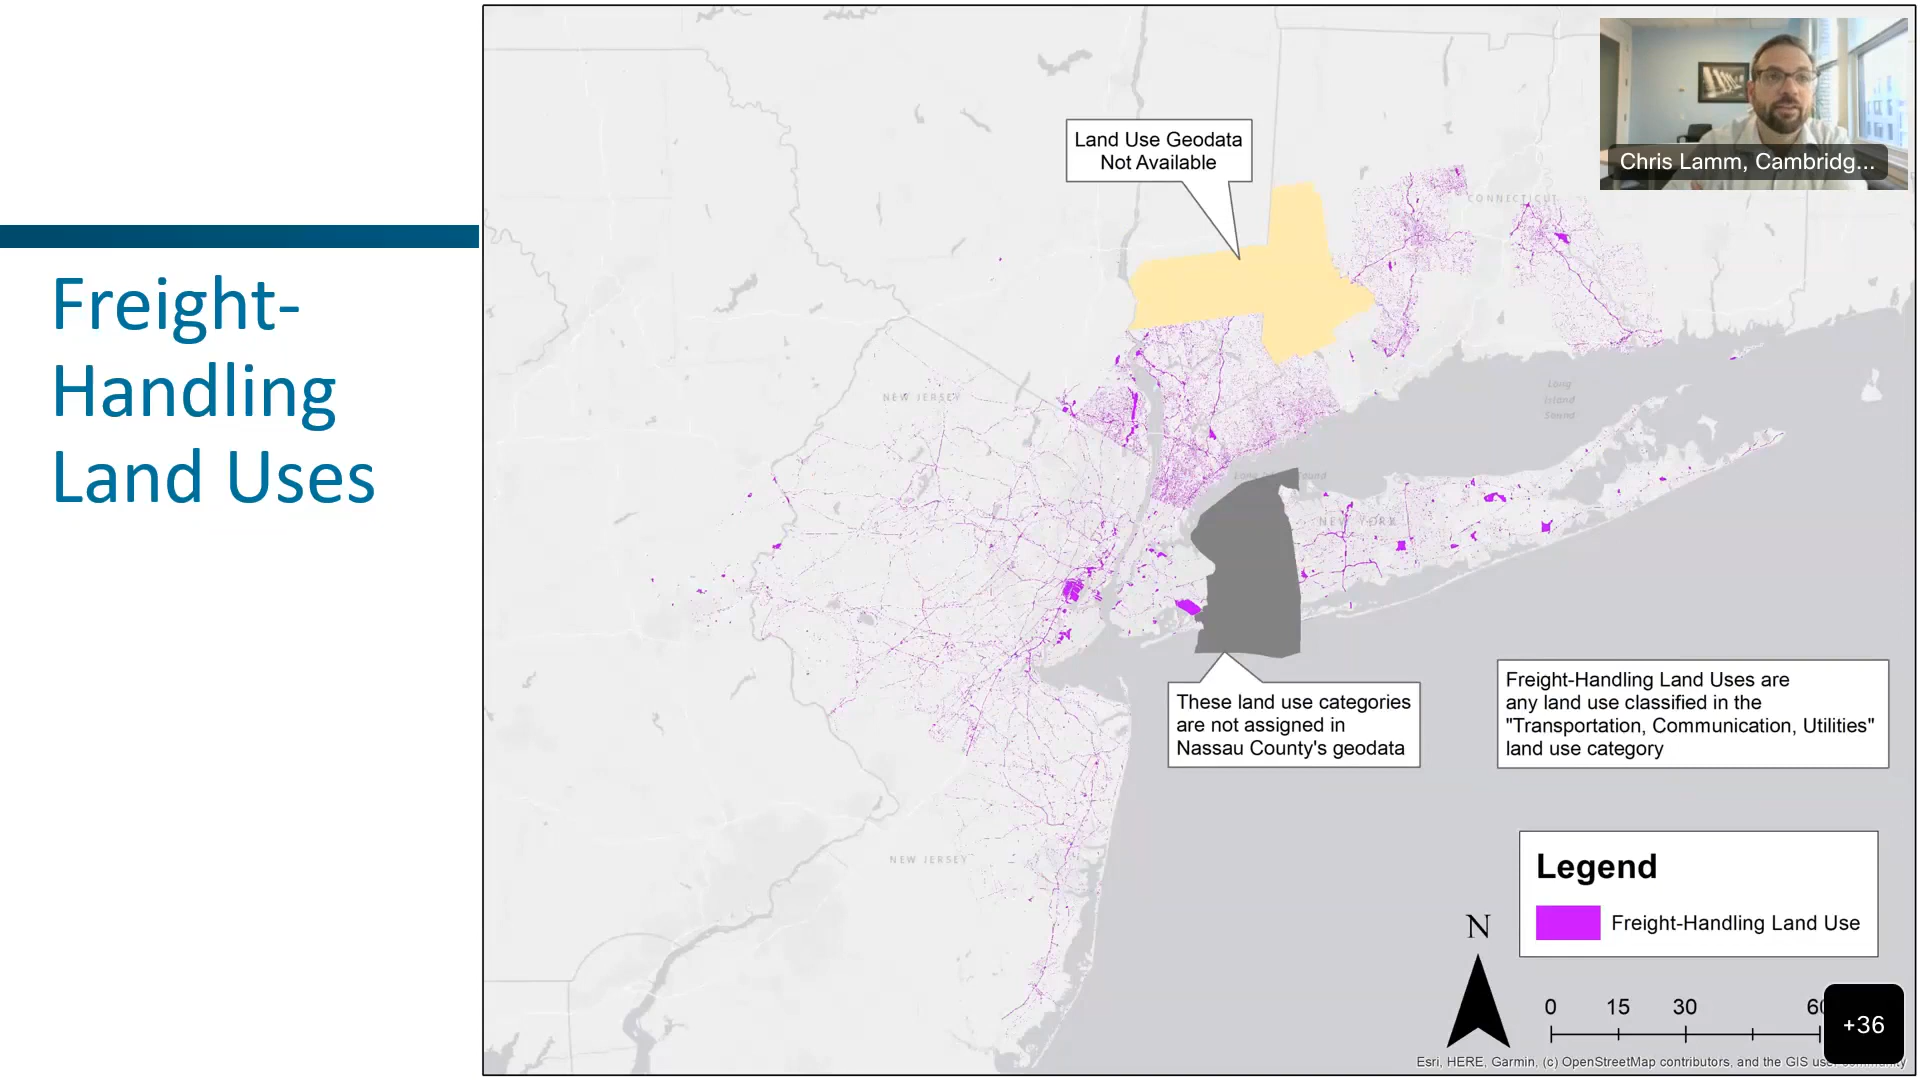 Freight-
Handling
Land Uses
Land Use Geodata
Not Available
Chris Lamm, Cambridg...
CONNECTICUT
NEW JERSEY
Long
Island
Sound
NEW YORK
These land use categories
are not assigned in
Nassau County's geodata
Freight-Handling Land Uses are
any land use classified in the
"Transportation, Communication, Utilities"
land use category
NEW JERSEY
Legend
Freight-Handling Land Use
N
0 15 30
+36
Esri, HERE, Garmin, (c) OpenStreetMap contributors, and the GIS